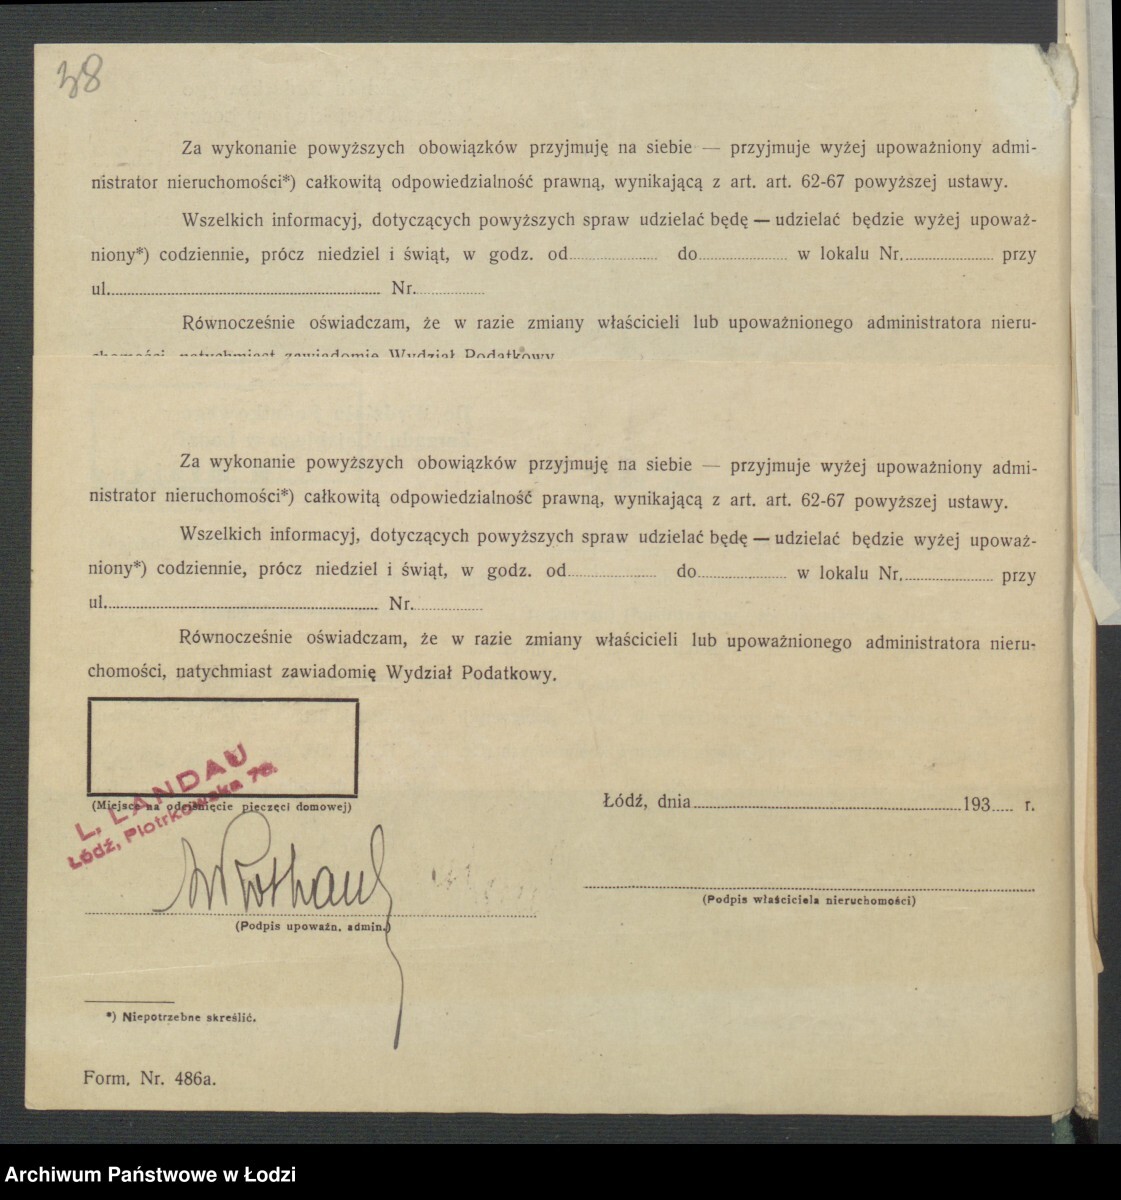 38
Za wykonanie powyższych obowiązków przyjmuję na siebie — przyjmuje wyżej upoważniony admi-
nistrator nieruchomości*) całkowitą odpowiedzialność prawną, wynikającą z art. art. 62-67 powyższej ustawy.
Wszelkich informacyj, dotyczących powyższych spraw udzielać będę — udzielać będzie wyżej upoważ-
niony*) codziennie, prócz niedziel i świąt, w godz. od........ do........ w lokalu Nr......... przy
ul......... Nr.........
Równocześnie oświadczam, że w razie zmiany właścicieli lub upoważnionego administratora nieru-
chomości, natychmiast zawiadomię Wydział Podatkowy
Za wykonanie powyższych obowiązków przyjmuję na siebie — przyjmuje wyżej upoważniony admi-
nistrator nieruchomości*) całkowitą odpowiedzialność prawną, wynikającą z art. art. 62-67 powyższej ustawy.
Wszelkich informacyj, dotyczących powyższych spraw udzielać będę — udzielać będzie wyżej upoważ-
niony*) codziennie, prócz niedziel i świąt, w godz. od........ do........ w lokalu Nr......... przy
ul......... Nr.........
Równocześnie oświadczam, że w razie zmiany właścicieli lub upoważnionego administratora nieru-
chomości, natychmiast zawiadomię Wydział Podatkowy.
L. LANDAU
Łódź, Piotrkowska 78.
(Miejsce na odciśnięcie pieczęci domowej)
Łódź, dnia........193..... r.
(Podpis właściciela nieruchomości)
(Podpis upoważn. admin.)
*) Niepotrzebne skreślić.
Form. Nr. 486a.
Archiwum Państwowe w Łodzi